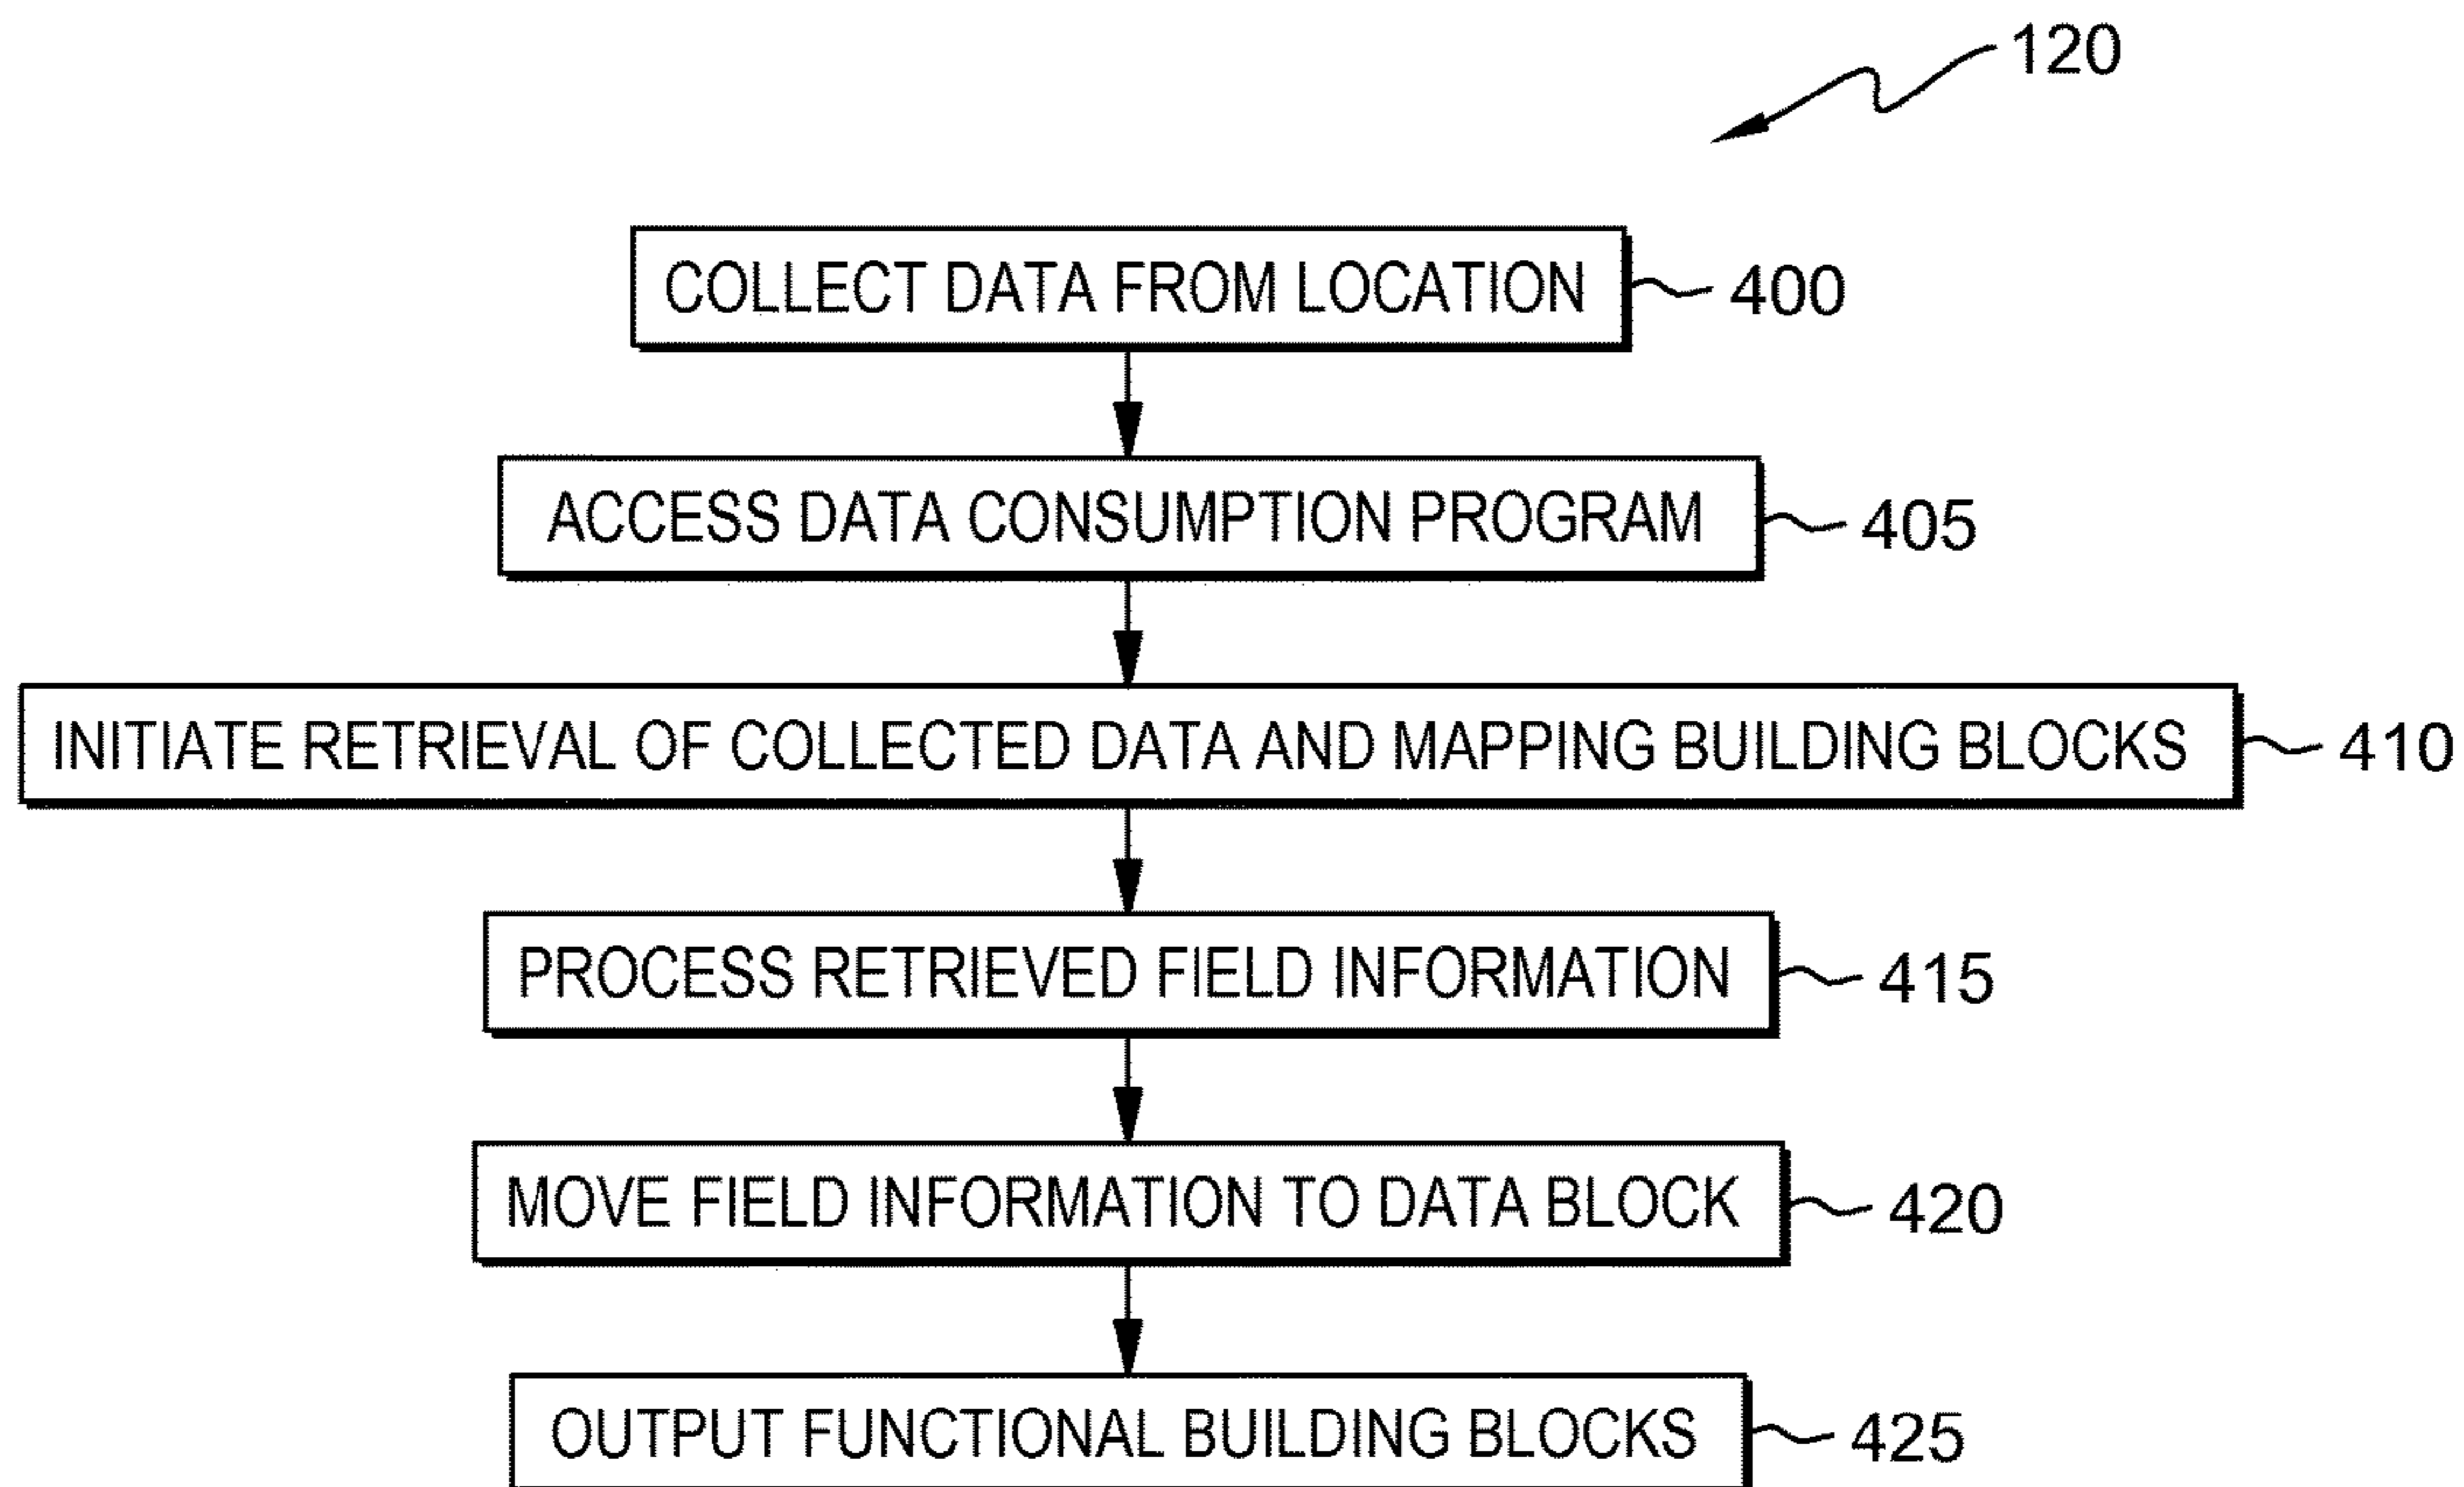 120
COLLECT DATA FROM LOCATION 400
ACCESS DATA CONSUMPTION PROGRAM 405
INITIATE RETRIEVAL OF COLLECTED DATA AND MAPPING BUILDING BLOCKS 410
PROCESS RETRIEVED FIELD INFORMATION 415
MOVE FIELD INFORMATION TO DATA BLOCK 420
OUTPUT FUNCTIONAL BUILDING BLOCKS 425